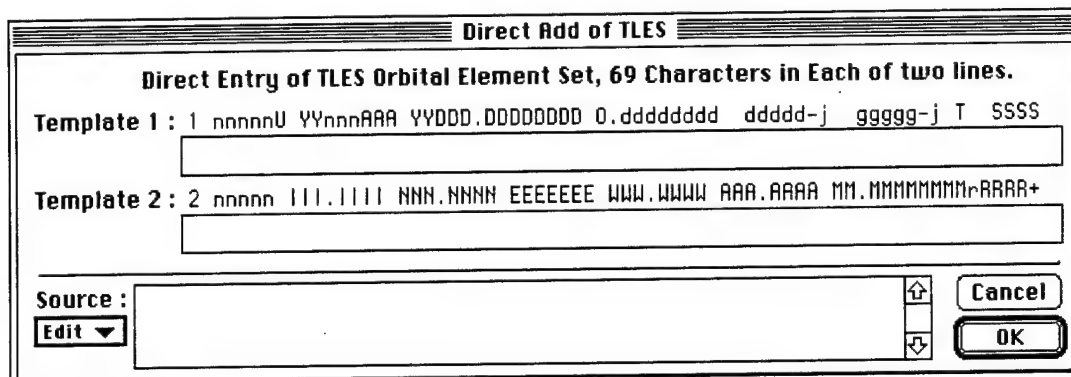 Direct Add of TLES
Direct Entry of TLES Orbital Element Set, 69 Characters in Each of two lines.
Template 1 : 1 nnnnnU YYnnnAAA YYDDD.DDDDDDDD 0.dddddddd  ddddd-j  ggggg-j T  SSSS
Template 2 : 2 nnnnn III.IIII NNN.NNNN EEEEEEE WWW.WWWW AAA.AAAA MM.MMMMMMMMrRRRR+
Source :
Cancel
Edit
OK